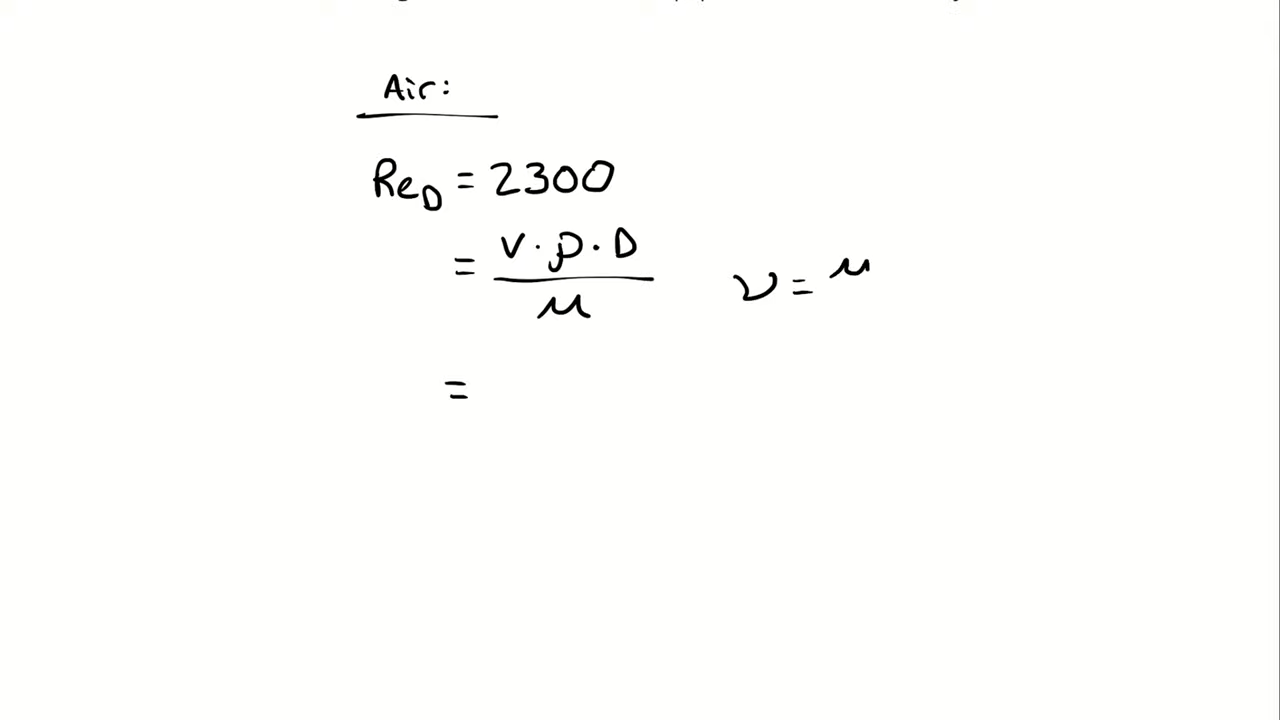 Air:
Re_D = 2300
= V · ρ · D / μ
ν = μ
=